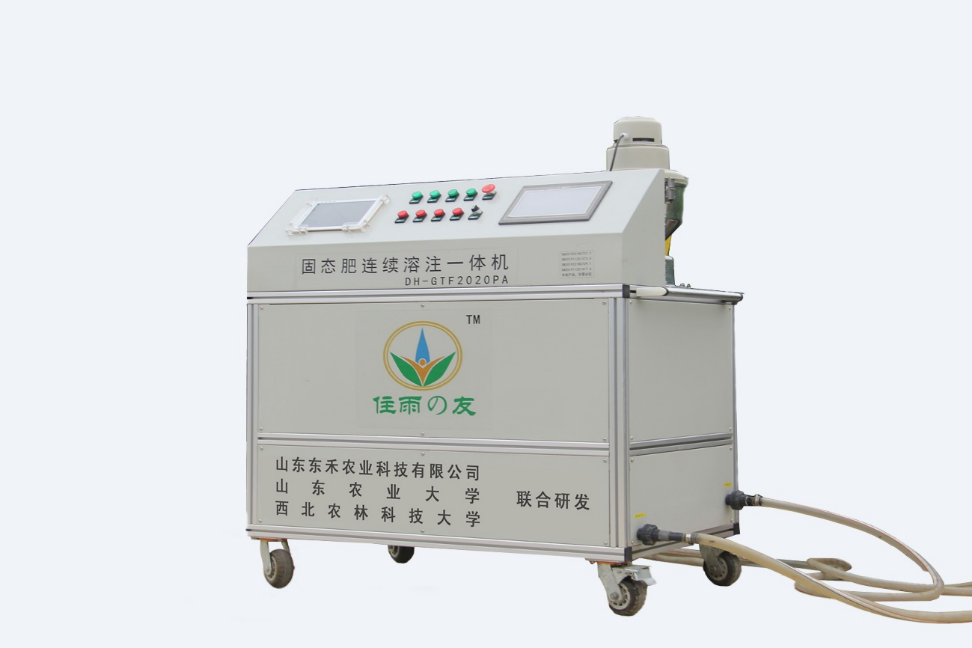 固态肥连续溶注一体机
DH-GTF2020PA
TM
住雨の友
山东东禾农业科技有限公司
山东农业大学
西北农林科技大学
联合研发